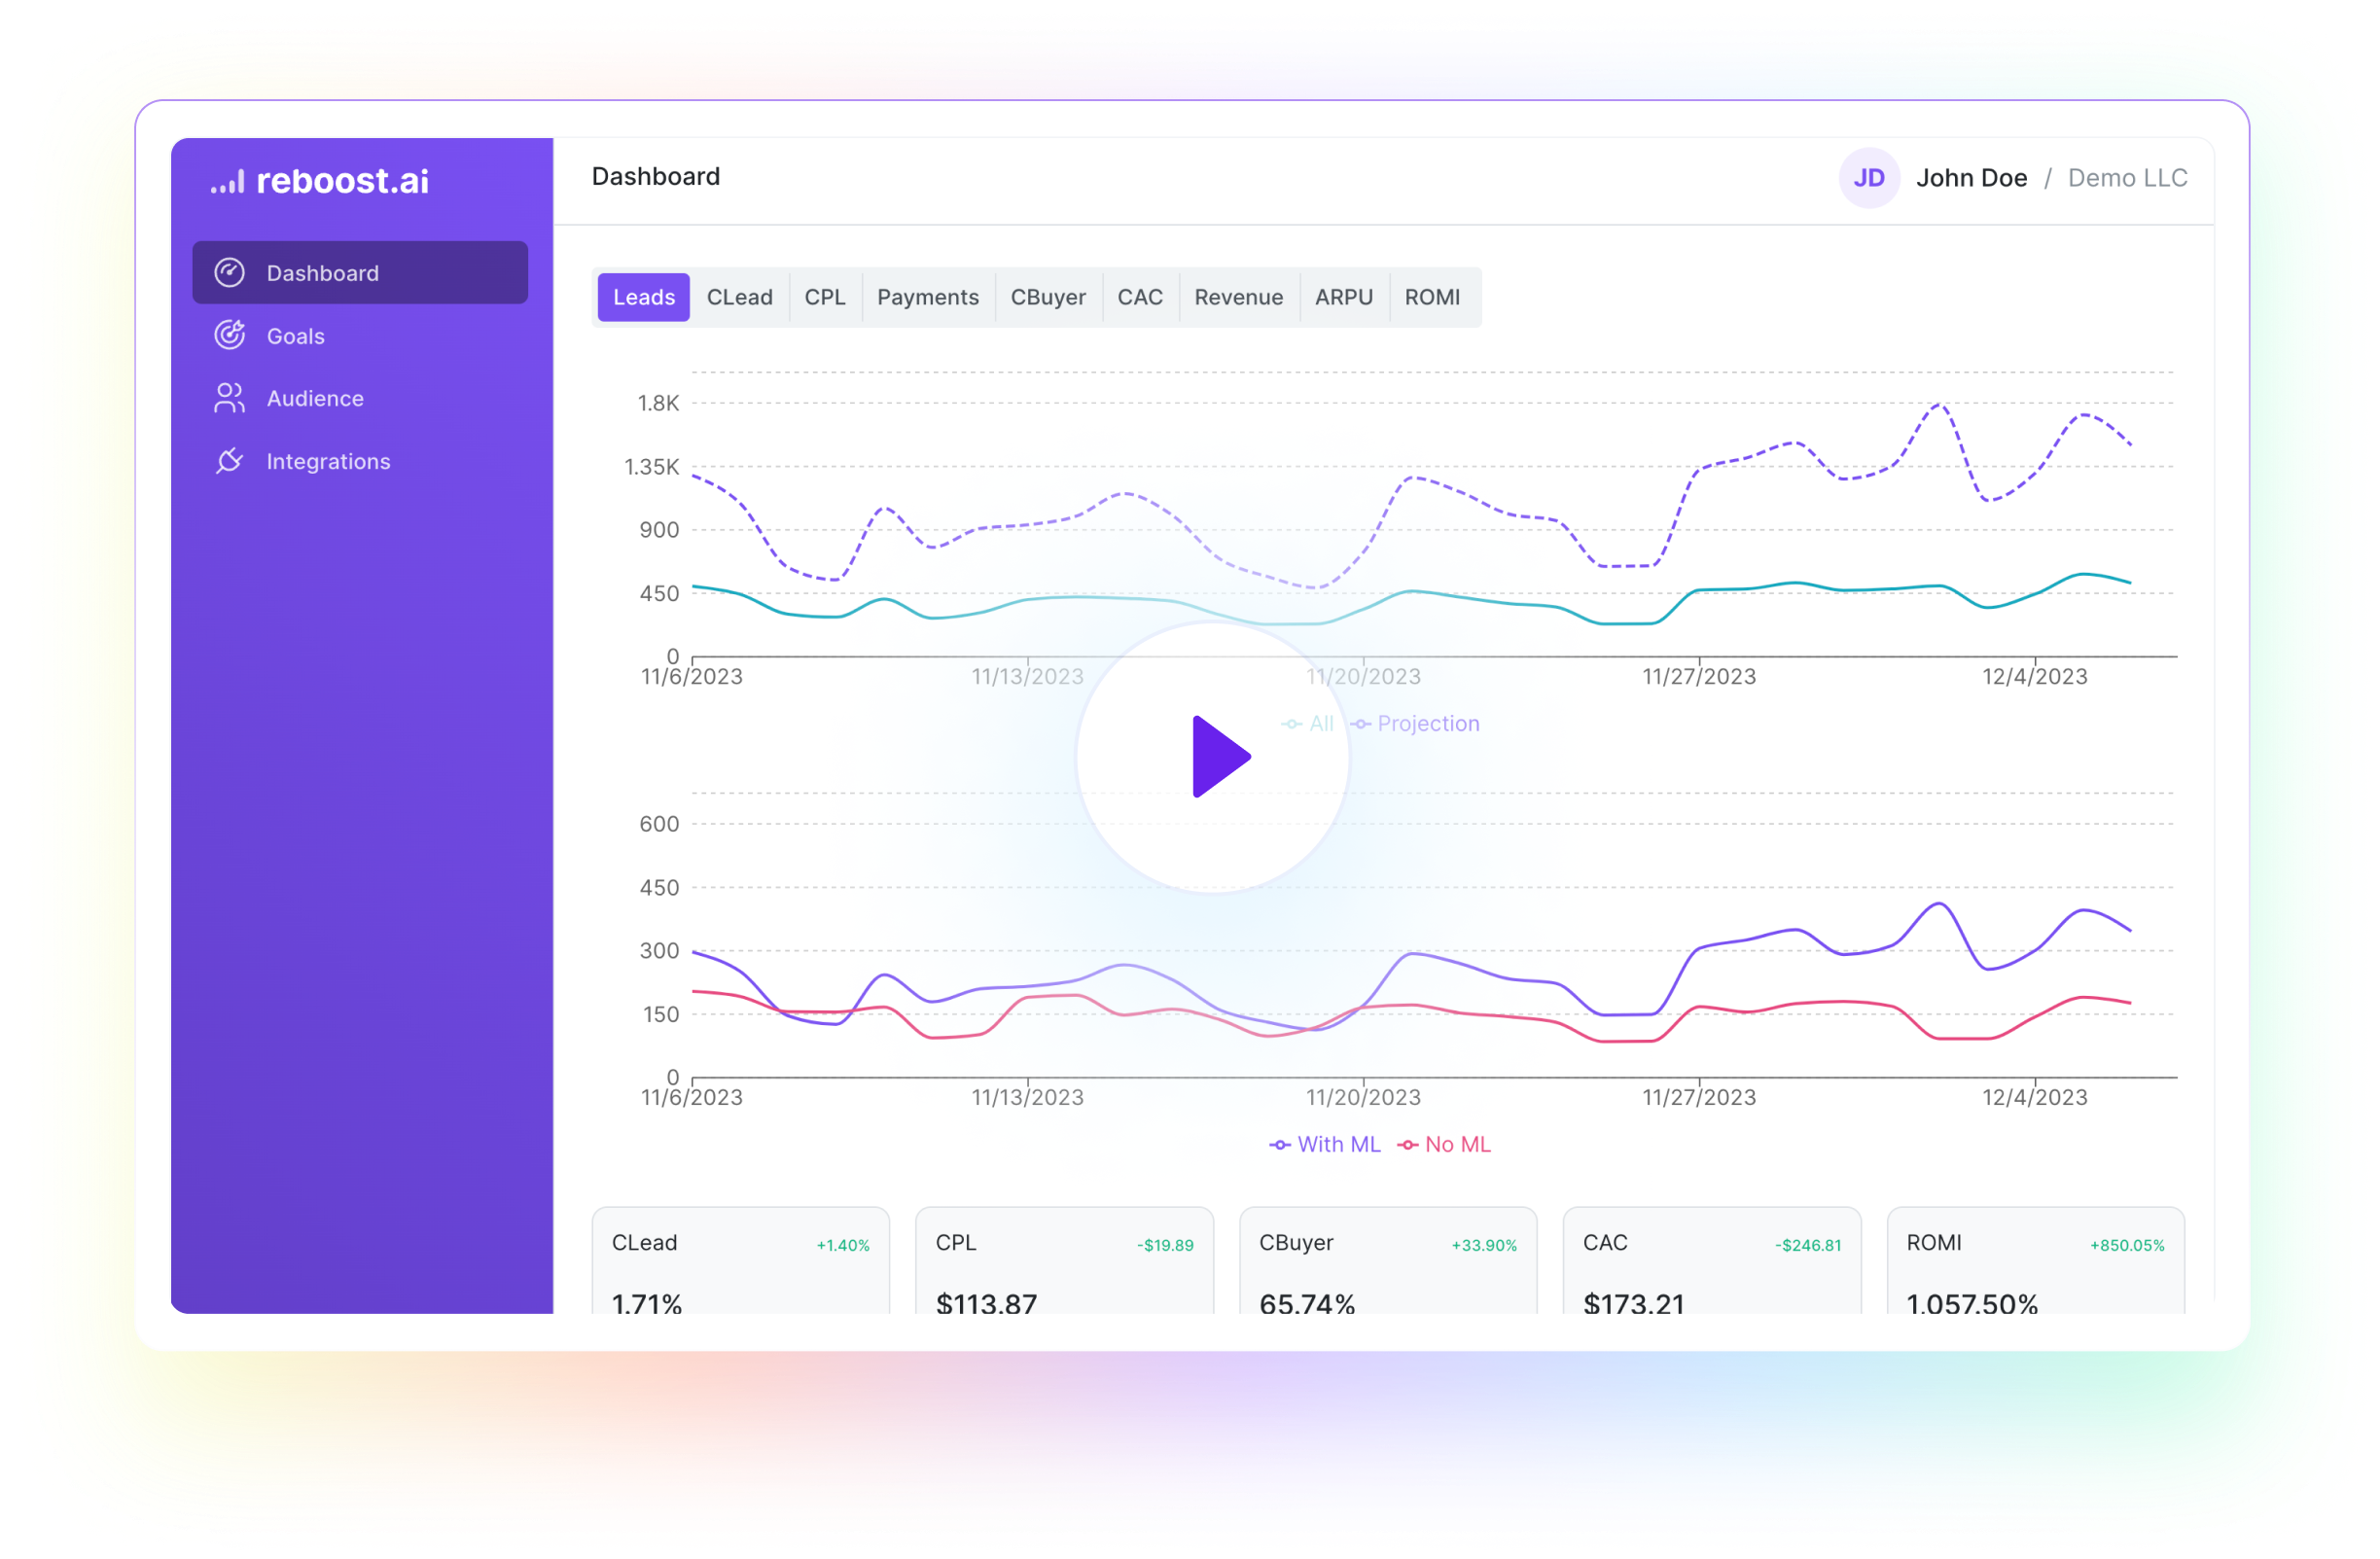 reboost.ai
Dashboard
Goals
Audience
Integrations
Dashboard
JD John Doe / Demo LLC
Leads CLead CPL Payments CBuyer CAC Revenue ARPU ROMI
1.8K
1.35K
900
450
0
11/6/2023 11/13/2023 11/20/2023 11/27/2023 12/4/2023
All Projection
600
450
300
150
0
11/6/2023 11/13/2023 11/20/2023 11/27/2023 12/4/2023
With ML No ML
CLead +1.40% CPL -$19.89 CBuyer +33.90% CAC -$246.81 ROMI +850.05%
1.71% $113.87 65.74% $173.21 1,057.50%